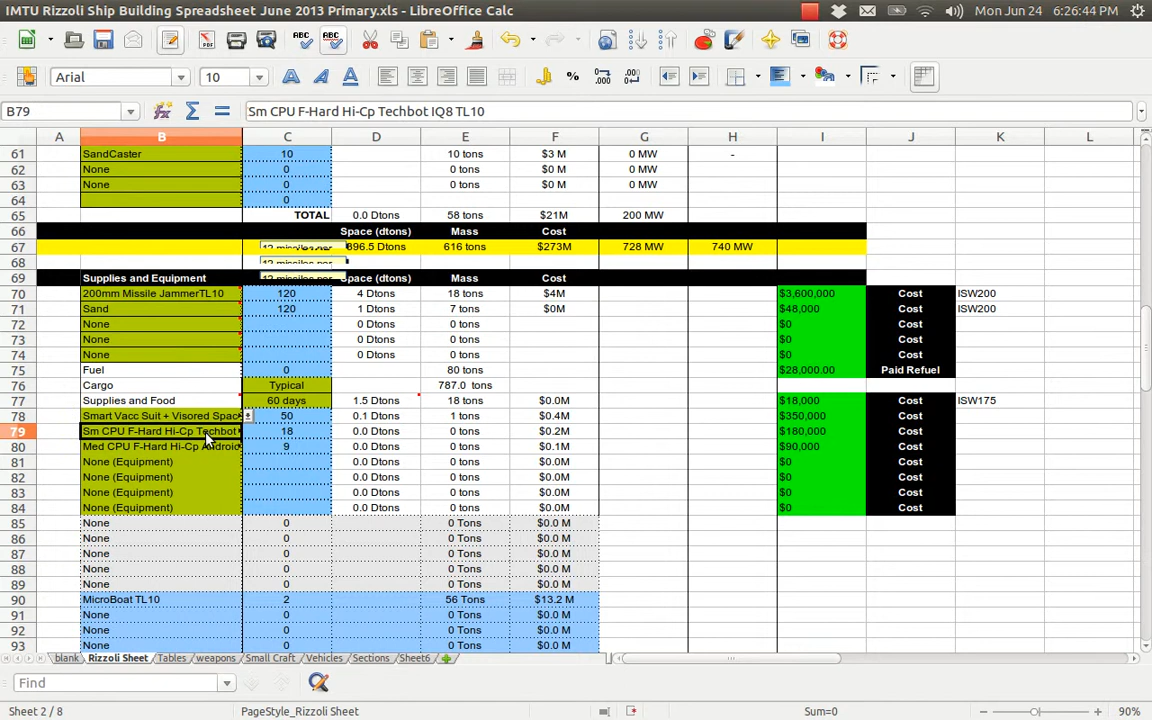 IMTU Rizzoli Ship Building Spreadsheet June 2013 Primary.xls - LibreOffice Calc Mon Jun 24 6:26:44 PM
Arial 10
B79 Sm CPU F-Hard Hi-Cp Techbot IQ8 TL10
A B C D E F G H I J K L
61 SandCaster 10 10 tons $3 M 0 MW -
62 None 0 0 tons $0 M 0 MW
63 None 0 0 tons $0 M 0 MW
64 0
65 TOTAL 0.0 Dtons 58 tons $21M 200 MW
66 Space (dtons) Mass Cost
67 896.5 Dtons 616 tons $273M 728 MW 740 MW
68 12 missiles per
69 Supplies and Equipment 12 missiles per Space (dtons) Mass Cost
70 200mm Missile JammerTL10 120 4 Dtons 18 tons $4M $3,600,000 Cost ISW200
71 Sand 120 1 Dtons 7 tons $0M $48,000 Cost ISW200
72 None 0 Dtons 0 tons $0 Cost
73 None 0 Dtons 0 tons $0 Cost
74 None 0 Dtons 0 tons $0 Cost
75 Fuel 0 80 tons $28,000.00 Paid Refuel
76 Cargo Typical 787.0 tons
77 Supplies and Food 60 days 1.5 Dtons 18 tons $0.0M $18,000 Cost ISW175
78 Smart Vacc Suit + Visored Spac 50 0.1 Dtons 1 tons $0.4M $350,000 Cost
79 Sm CPU F-Hard Hi-Cp Techbot 18 0.0 Dtons 0 tons $0.2M $180,000 Cost
80 Med CPU F-Hard Hi-Cp Android 9 0.0 Dtons 0 tons $0.1M $90,000 Cost
81 None (Equipment) 0.0 Dtons 0 tons $0.0M $0 Cost
82 None (Equipment) 0.0 Dtons 0 tons $0.0M $0 Cost
83 None (Equipment) 0.0 Dtons 0 tons $0.0M $0 Cost
84 None (Equipment) 0.0 Dtons 0 tons $0.0M $0 Cost
85 None 0 0 Tons $0.0 M
86 None 0 0 Tons $0.0 M
87 None 0 0 Tons $0.0 M
88 None 0 0 Tons $0.0 M
89 None 0 0 Tons $0.0 M
90 MicroBoat TL10 2 56 Tons $13.2 M
91 None 0 0 Tons $0.0 M
92 None 0 0 Tons $0.0 M
93 None 0 0 Tons $0.0 M
blank Rizzoli Sheet Tables weapons Small Craft Vehicles Sections Sheet6
Find
Sheet 2 / 8 PageStyle_Rizzoli Sheet Sum=0 90%